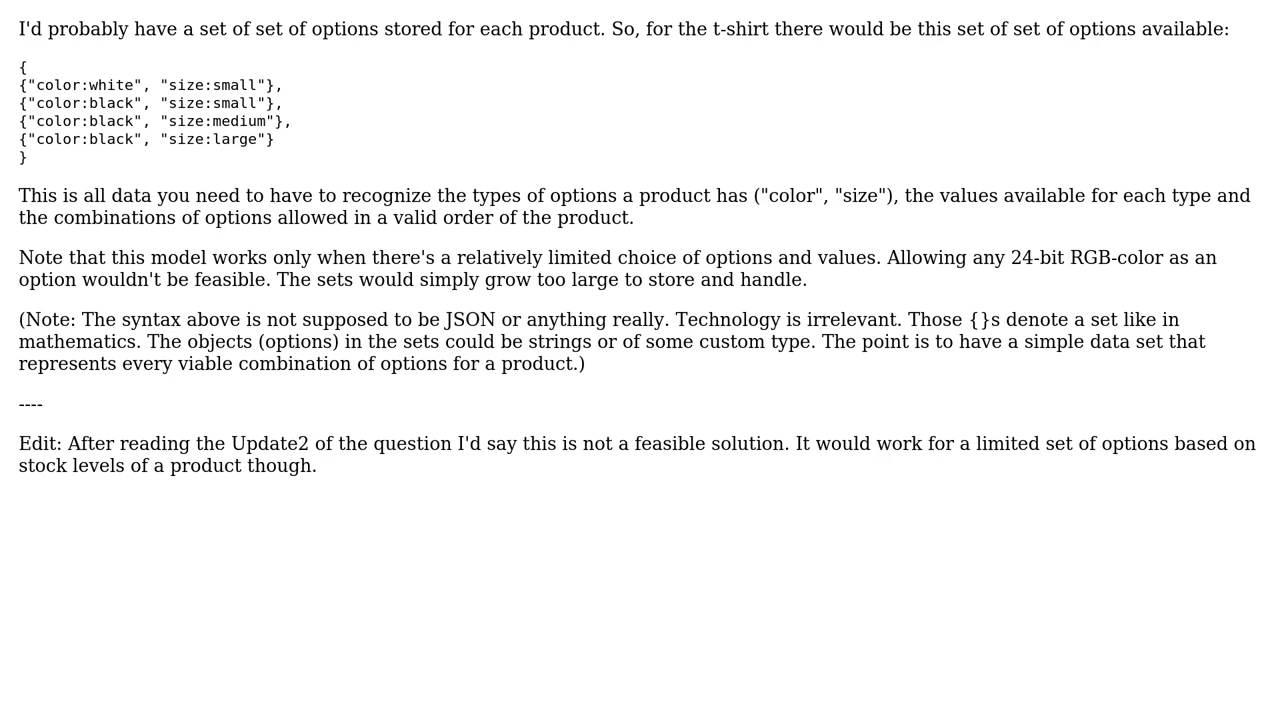 I'd probably have a set of set of options stored for each product. So, for the t-shirt there would be this set of set of options available:
{
{"color:white", "size:small"},
{"color:black", "size:small"},
{"color:black", "size:medium"},
{"color:black", "size:large"}
}
This is all data you need to have to recognize the types of options a product has ("color", "size"), the values available for each type and
the combinations of options allowed in a valid order of the product.
Note that this model works only when there's a relatively limited choice of options and values. Allowing any 24-bit RGB-color as an
option wouldn't be feasible. The sets would simply grow too large to store and handle.
(Note: The syntax above is not supposed to be JSON or anything really. Technology is irrelevant. Those {}s denote a set like in
mathematics. The objects (options) in the sets could be strings or of some custom type. The point is to have a simple data set that
represents every viable combination of options for a product.)
----
Edit: After reading the Update2 of the question I'd say this is not a feasible solution. It would work for a limited set of options based on
stock levels of a product though.